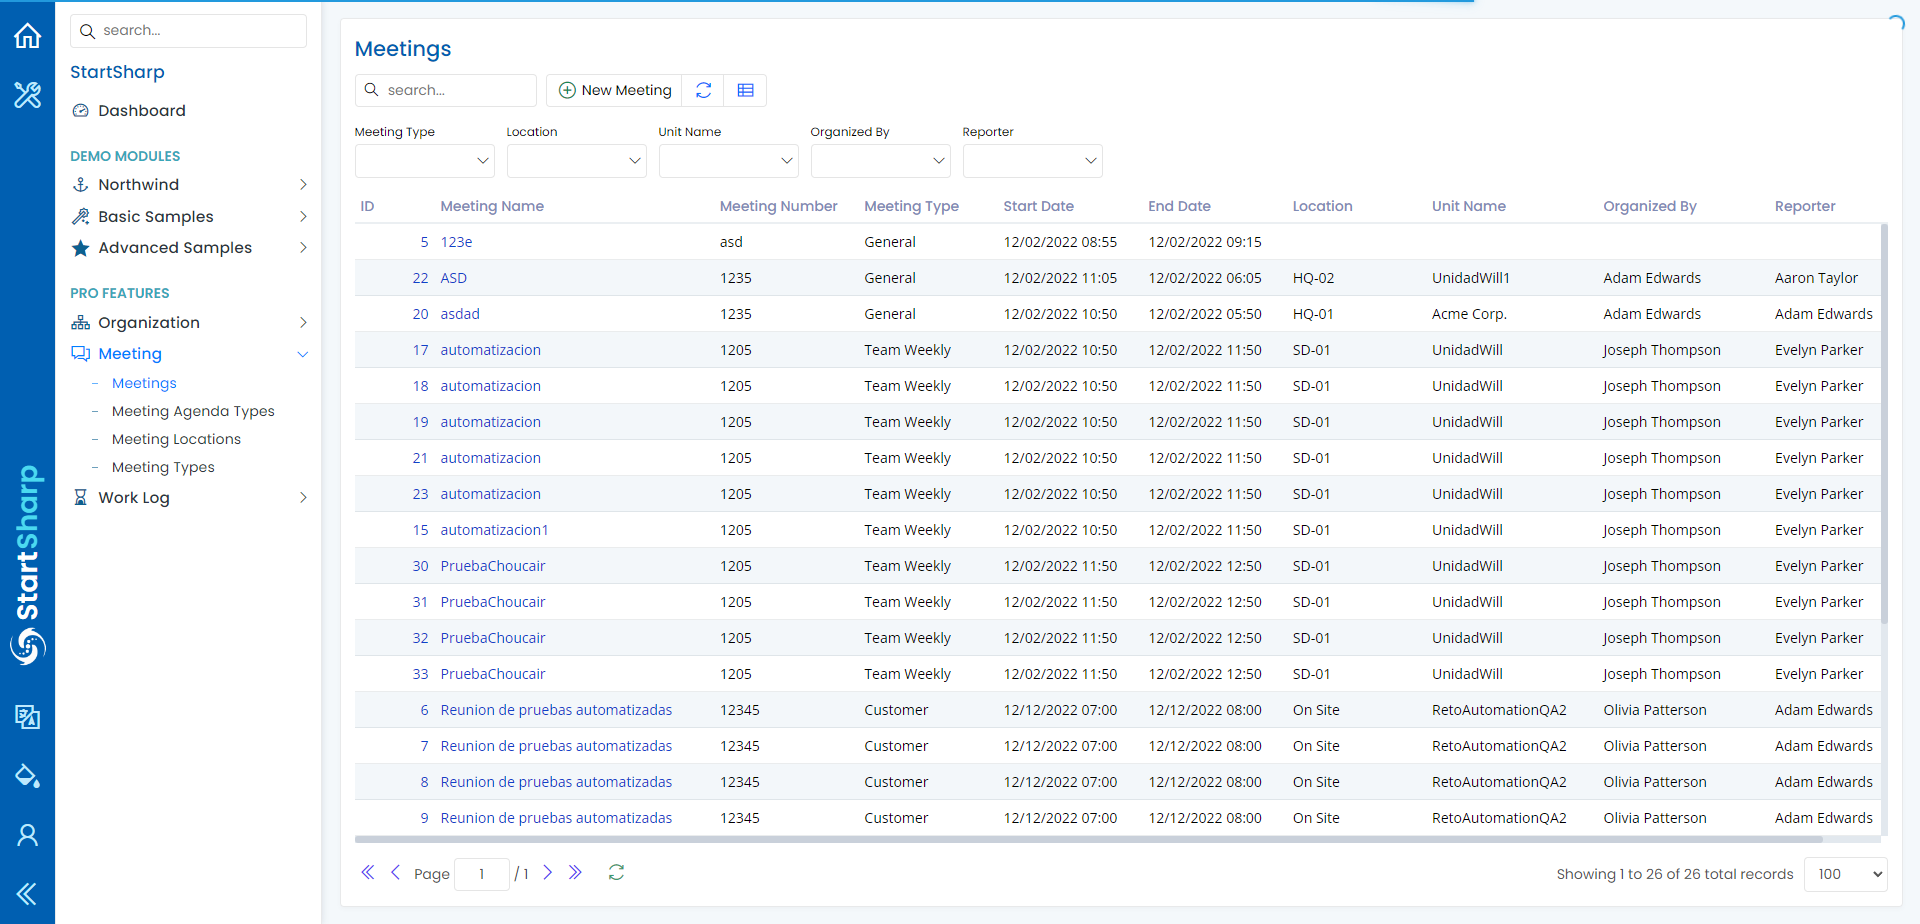 search...
StartSharp
Dashboard
DEMO MODULES
Northwind
Basic Samples
Advanced Samples
PRO FEATURES
Organization
Meeting
- Meetings
- Meeting Agenda Types
- Meeting Locations
- Meeting Types
Work Log
StartSharp
Meetings
search...
New Meeting
Meeting Type Location Unit Name Organized By Reporter
ID Meeting Name Meeting Number Meeting Type Start Date End Date Location Unit Name Organized By Reporter
5 123e asd General 12/02/2022 08:55 12/02/2022 09:15
22 ASD 1235 General 12/02/2022 11:05 12/02/2022 06:05 HQ-02 UnidadWill1 Adam Edwards Aaron Taylor
20 asdad 1235 General 12/02/2022 10:50 12/02/2022 05:50 HQ-01 Acme Corp. Adam Edwards Adam Edwards
17 automatizacion 1205 Team Weekly 12/02/2022 10:50 12/02/2022 11:50 SD-01 UnidadWill Joseph Thompson Evelyn Parker
18 automatizacion 1205 Team Weekly 12/02/2022 10:50 12/02/2022 11:50 SD-01 UnidadWill Joseph Thompson Evelyn Parker
19 automatizacion 1205 Team Weekly 12/02/2022 10:50 12/02/2022 11:50 SD-01 UnidadWill Joseph Thompson Evelyn Parker
21 automatizacion 1205 Team Weekly 12/02/2022 10:50 12/02/2022 11:50 SD-01 UnidadWill Joseph Thompson Evelyn Parker
23 automatizacion 1205 Team Weekly 12/02/2022 10:50 12/02/2022 11:50 SD-01 UnidadWill Joseph Thompson Evelyn Parker
15 automatizacion1 1205 Team Weekly 12/02/2022 10:50 12/02/2022 11:50 SD-01 UnidadWill Joseph Thompson Evelyn Parker
30 PruebaChoucair 1205 Team Weekly 12/02/2022 11:50 12/02/2022 12:50 SD-01 UnidadWill Joseph Thompson Evelyn Parker
31 PruebaChoucair 1205 Team Weekly 12/02/2022 11:50 12/02/2022 12:50 SD-01 UnidadWill Joseph Thompson Evelyn Parker
32 PruebaChoucair 1205 Team Weekly 12/02/2022 11:50 12/02/2022 12:50 SD-01 UnidadWill Joseph Thompson Evelyn Parker
33 PruebaChoucair 1205 Team Weekly 12/02/2022 11:50 12/02/2022 12:50 SD-01 UnidadWill Joseph Thompson Evelyn Parker
6 Reunion de pruebas automatizadas 12345 Customer 12/12/2022 07:00 12/12/2022 08:00 On Site RetoAutomationQA2 Olivia Patterson Adam Edwards
7 Reunion de pruebas automatizadas 12345 Customer 12/12/2022 07:00 12/12/2022 08:00 On Site RetoAutomationQA2 Olivia Patterson Adam Edwards
8 Reunion de pruebas automatizadas 12345 Customer 12/12/2022 07:00 12/12/2022 08:00 On Site RetoAutomationQA2 Olivia Patterson Adam Edwards
9 Reunion de pruebas automatizadas 12345 Customer 12/12/2022 07:00 12/12/2022 08:00 On Site RetoAutomationQA2 Olivia Patterson Adam Edwards
Page 1 / 1
Showing 1 to 26 of 26 total records 100